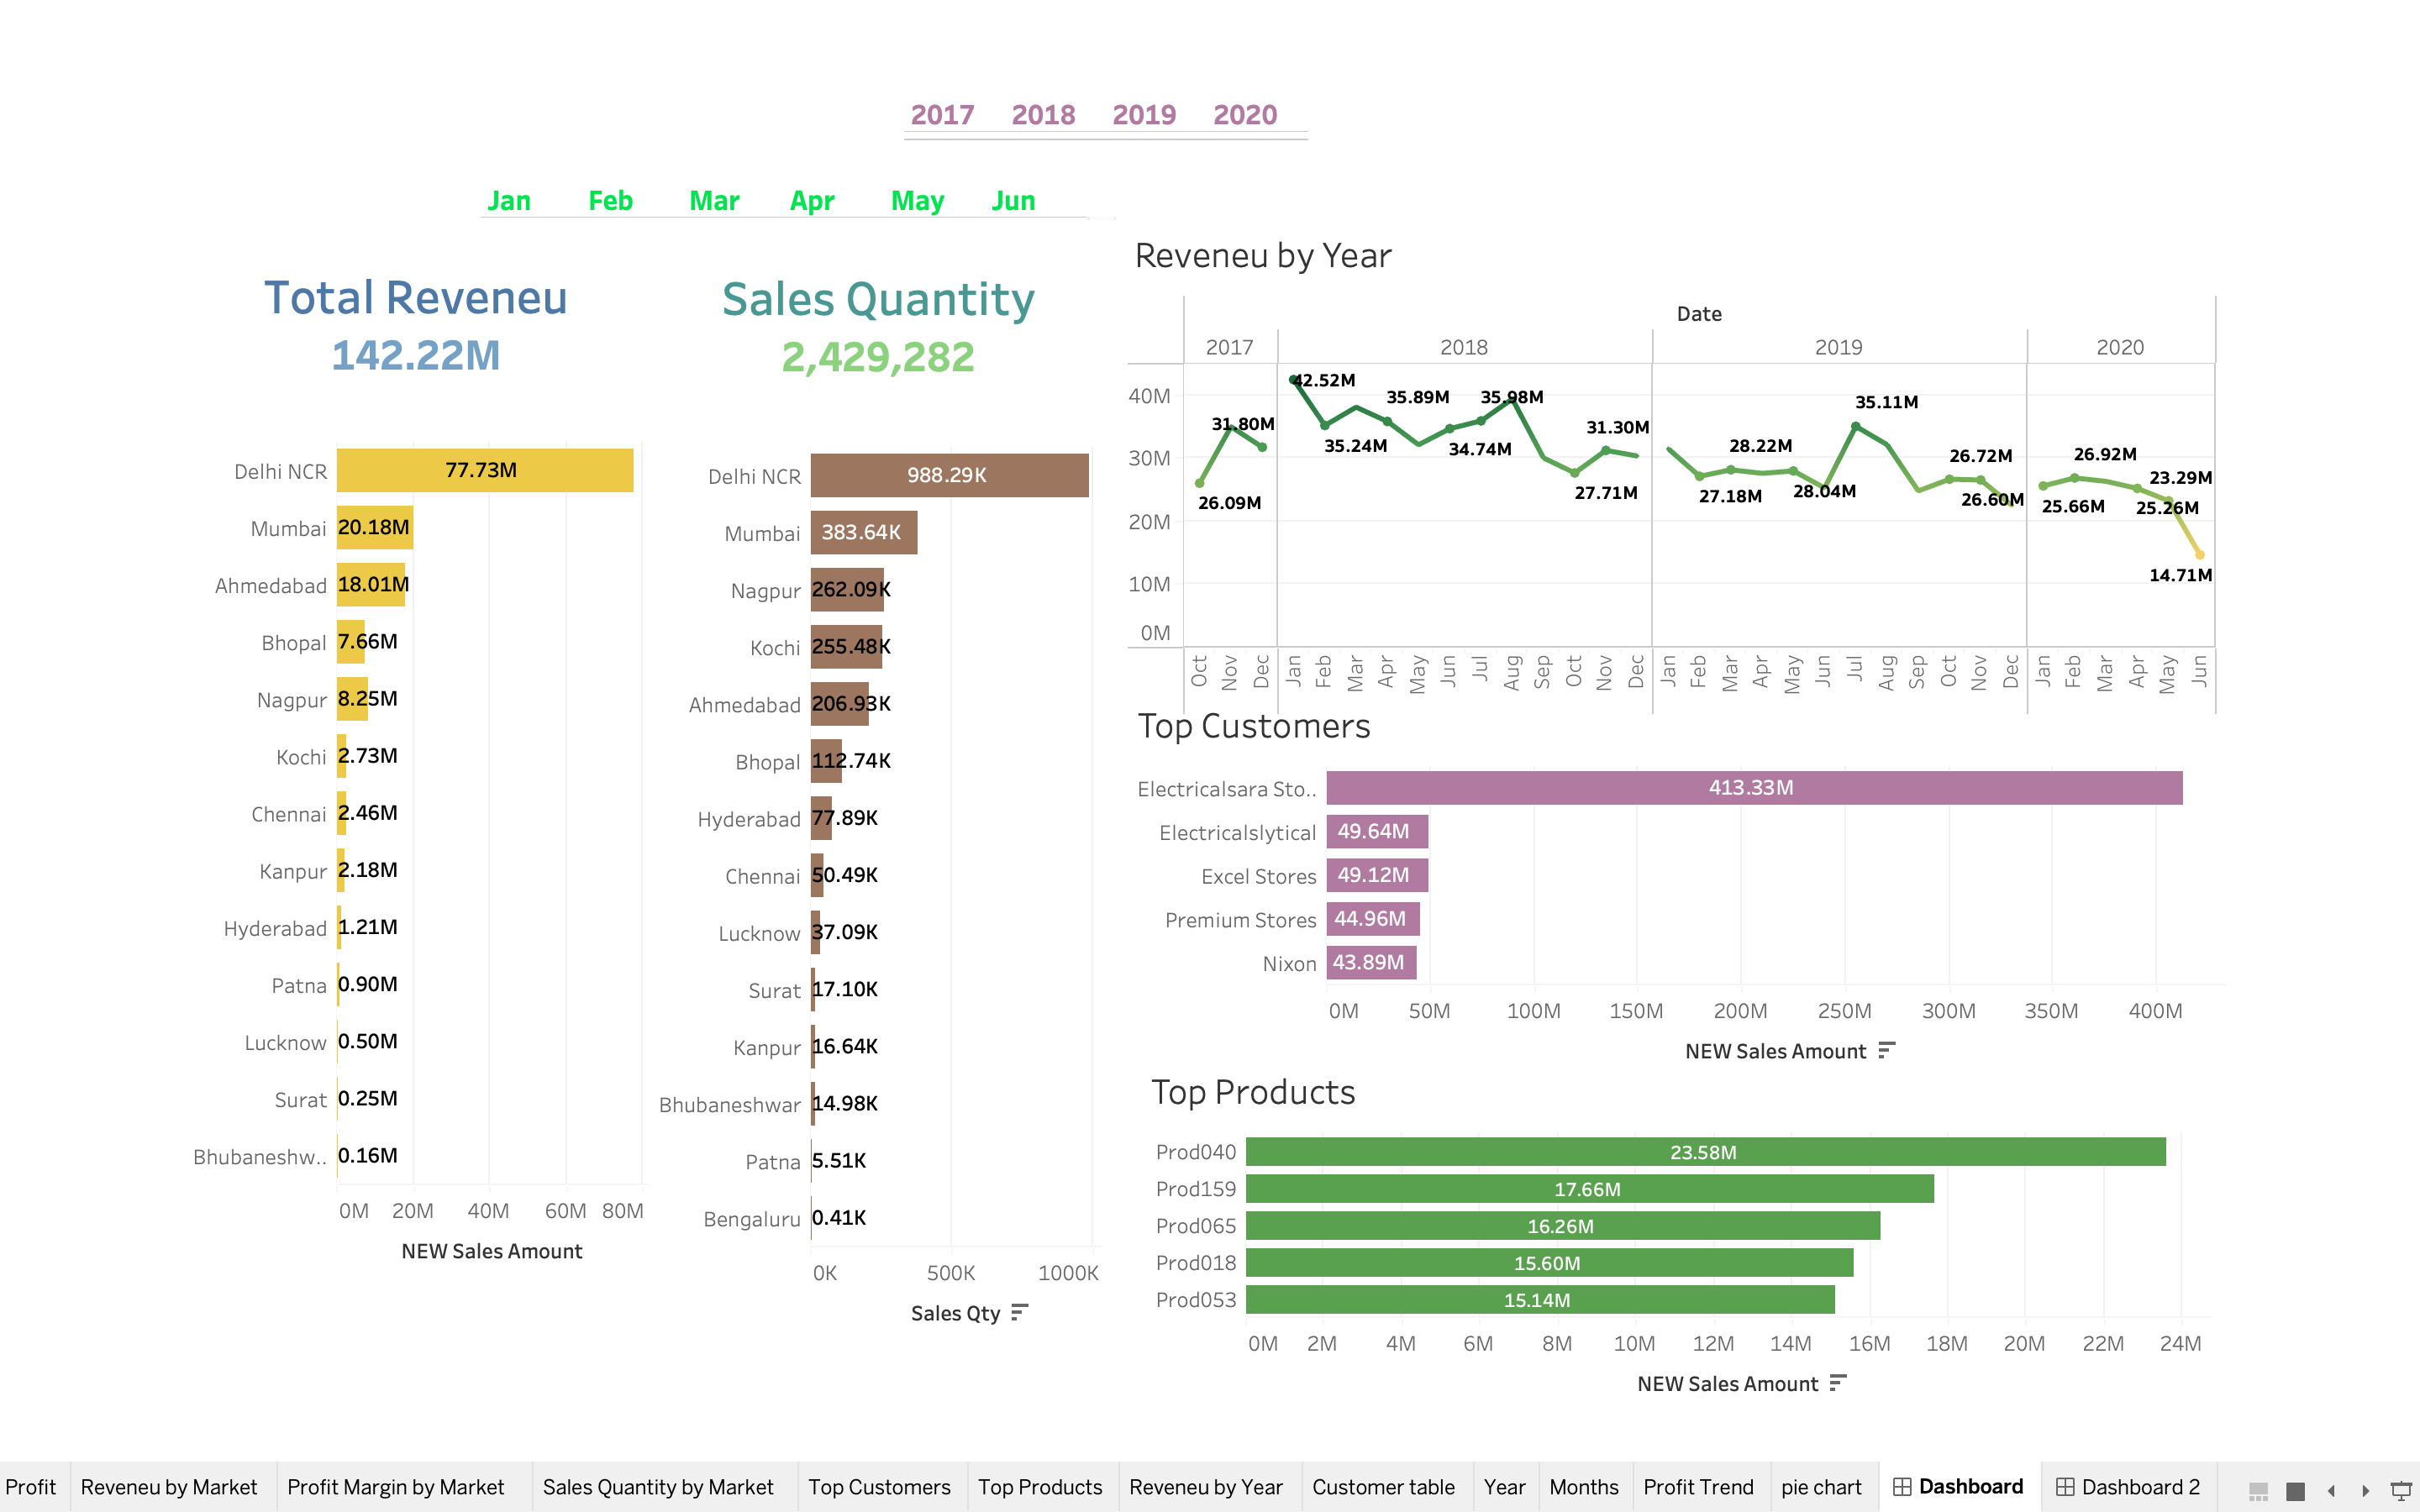 2017 2018 2019 2020
Jan Feb Mar Apr May Jun
Total Reveneu
142.22M
Delhi NCR 77.73M
Mumbai 20.18M
Ahmedabad 18.01M
Bhopal 7.66M
Nagpur 8.25M
Kochi 2.73M
Chennai 2.46M
Kanpur 2.18M
Hyderabad 1.21M
Patna 0.90M
Lucknow 0.50M
Surat 0.25M
Bhubaneshw.. 0.16M
0M 20M 40M 60M 80M
NEW Sales Amount
Sales Quantity
2,429,282
Delhi NCR 988.29K
Mumbai 383.64K
Nagpur 262.09K
Kochi 255.48K
Ahmedabad 206.93K
Bhopal 112.74K
Hyderabad 77.89K
Chennai 50.49K
Lucknow 37.09K
Surat 17.10K
Kanpur 16.64K
Bhubaneshwar 14.98K
Patna 5.51K
Bengaluru 0.41K
0K 500K 1000K
Sales Qty
Reveneu by Year
Date
2017 2018 2019 2020
40M
30M
20M
10M
0M
26.09M 31.80M 42.52M 35.24M 35.89M 34.74M 35.98M 27.71M 31.30M 27.18M 28.22M 28.04M 35.11M 26.72M 26.60M 25.66M 26.92M 25.26M 23.29M 14.71M
Oct Nov Dec Jan Feb Mar Apr May Jun Jul Aug Sep Oct Nov Dec Jan Feb Mar Apr May Jun Jul Aug Sep Oct Nov Dec Jan Feb Mar Apr May Jun
Top Customers
Electricalsara Sto.. 413.33M
Electricalslytical 49.64M
Excel Stores 49.12M
Premium Stores 44.96M
Nixon 43.89M
0M 50M 100M 150M 200M 250M 300M 350M 400M
NEW Sales Amount
Top Products
Prod040 23.58M
Prod159 17.66M
Prod065 16.26M
Prod018 15.60M
Prod053 15.14M
0M 2M 4M 6M 8M 10M 12M 14M 16M 18M 20M 22M 24M
NEW Sales Amount
Profit Reveneu by Market Profit Margin by Market Sales Quantity by Market Top Customers Top Products Reveneu by Year Customer table Year Months Profit Trend pie chart Dashboard Dashboard 2